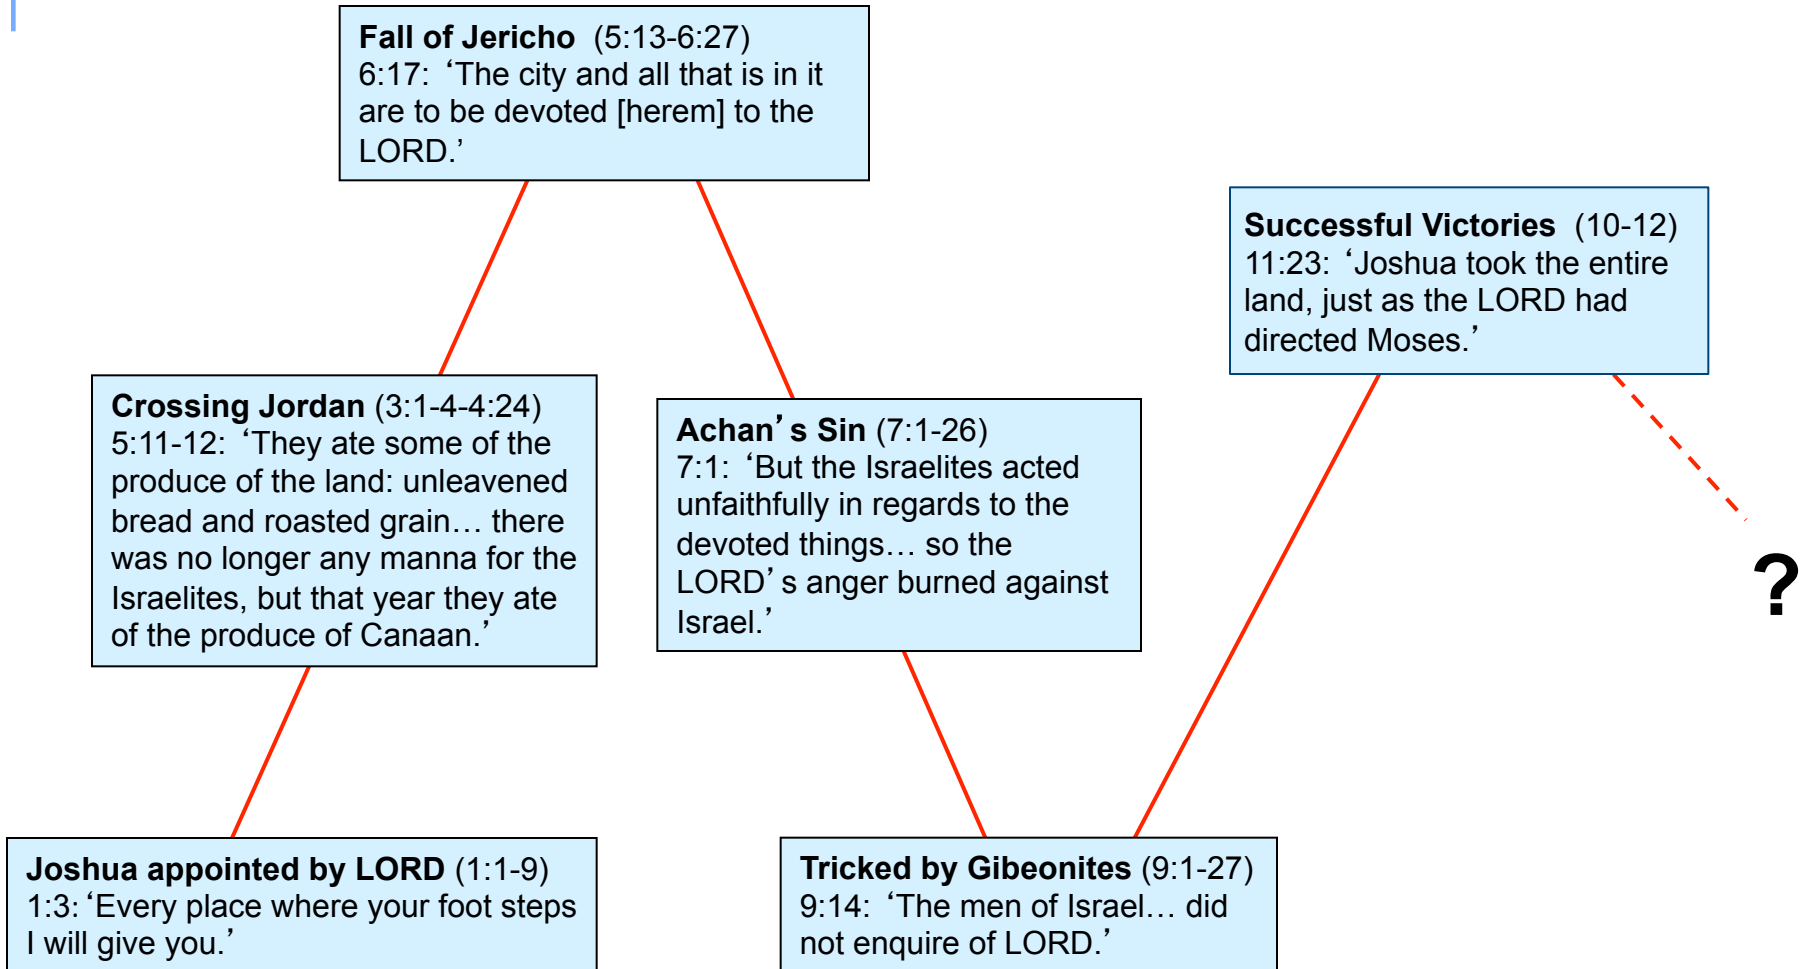 Fall of Jericho (5:13-6:27)
6:17: ‘The city and all that is in it
are to be devoted [herem] to the
LORD.’
Successful Victories (10-12)
11:23: ‘Joshua took the entire
land, just as the LORD had
directed Moses.’
Crossing Jordan (3:1-4-4:24)
5:11-12: ‘They ate some of the
produce of the land: unleavened
bread and roasted grain… there
was no longer any manna for the
Israelites, but that year they ate
of the produce of Canaan.’
Achan’s Sin (7:1-26)
7:1: ‘But the Israelites acted
unfaithfully in regards to the
devoted things… so the
LORD’s anger burned against
Israel.’
?
Joshua appointed by LORD (1:1-9)
1:3: ‘Every place where your foot steps
I will give you.’
Tricked by Gibeonites (9:1-27)
9:14: ‘The men of Israel… did
not enquire of LORD.’